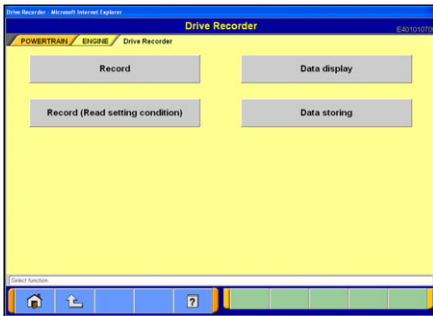 Drive Recorder - Microsoft Internet Explorer
Drive Recorder
E401010700
POWERTRAIN ENGINE Drive Recorder
Record Data display
Record (Read setting condition) Data storing
Select function
?